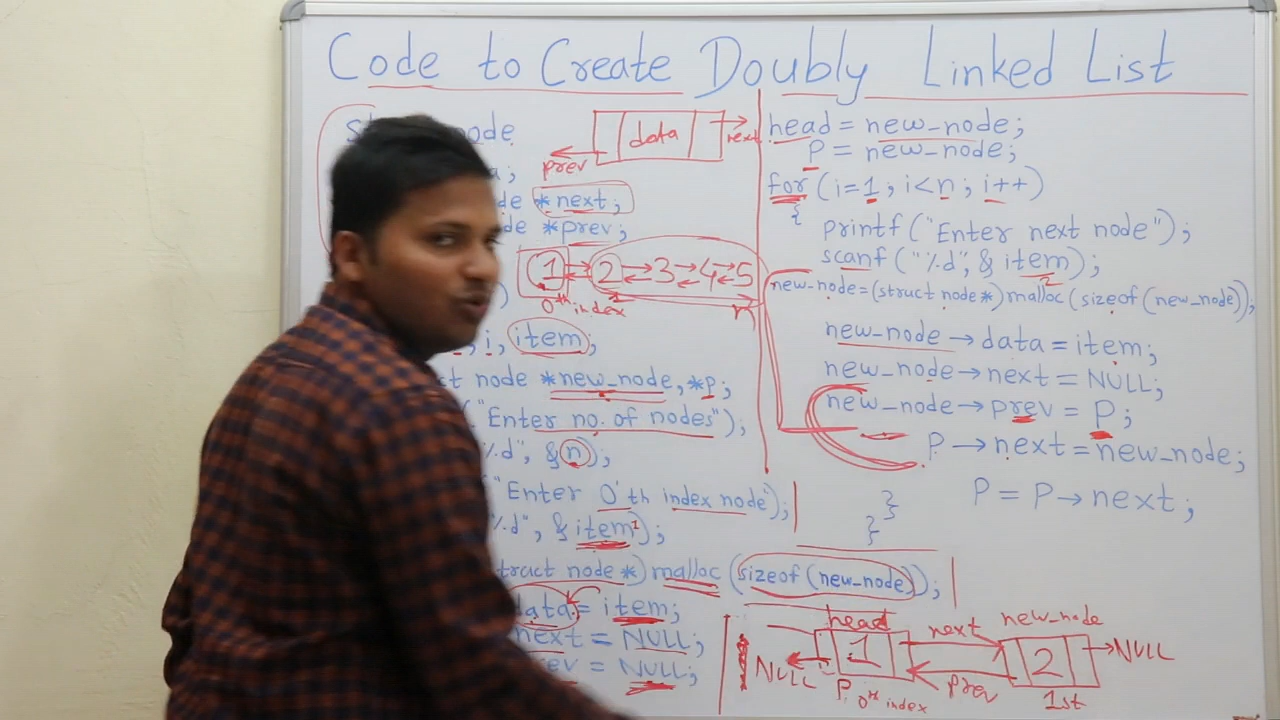 Code to Create Doubly Linked List
node
data
next
prev
*next;
*prev;
1 2 3 4 5
0th index
n
, i, item;
node *new_node, *p;
("Enter no. of nodes");
%d", &n);
"Enter 0'th index node");
%.d", & item 1);
struct node *) malloc (sizeof (new_node));
data = item;
next = NULL;
= NULL;
head = new_node;
P = new_node;
for (i=1; i<n; i++)
{
printf ("Enter next node");
scanf ("%d", & item);
2
new_node=(struct node*) malloc (sizeof (new_node));
new_node → data = item;
new_node → next = NULL;
new_node → prev = P;
P → next = new_node;
P = P → next;
}
}
head next new_node
NULL 1 2 NULL
P 0th index prev 1st